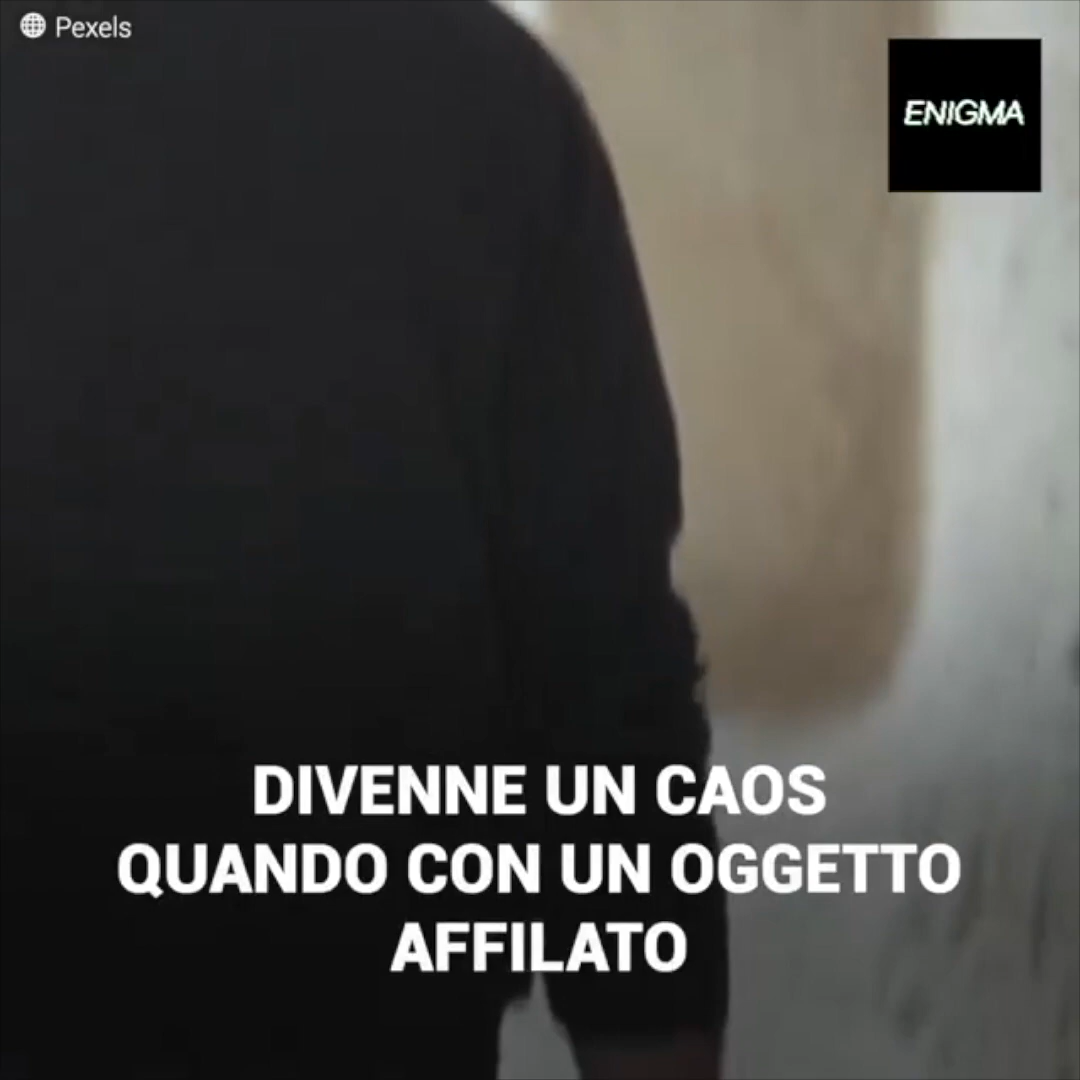 Pexels
ENIGMA
DIVENNE UN CAOS
QUANDO CON UN OGGETTO
AFFILATO